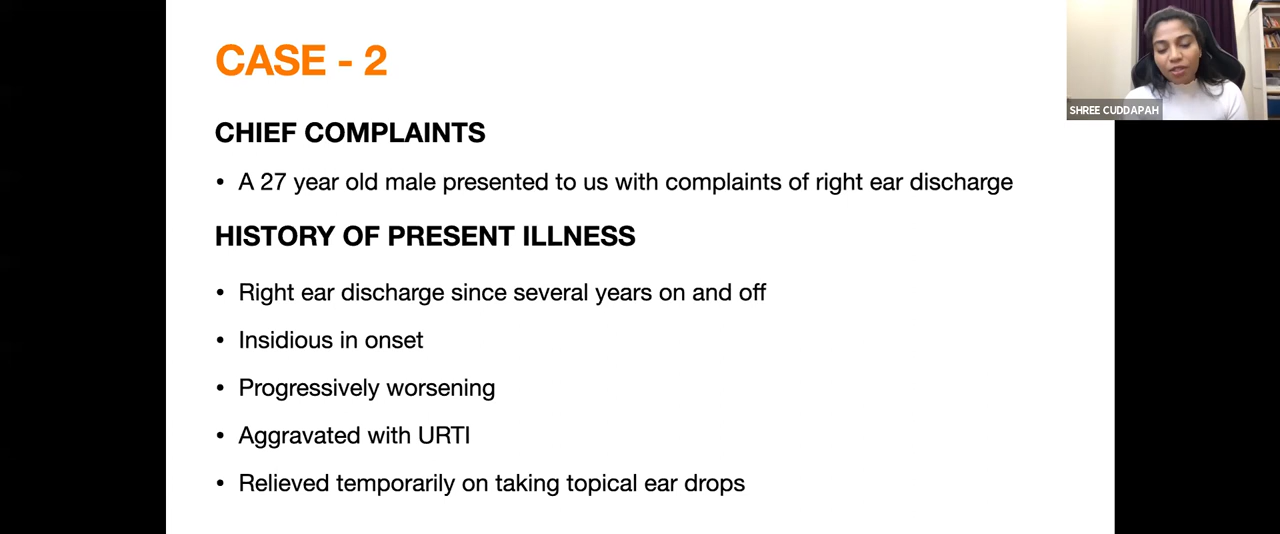 CASE - 2
SHREE CUDDAPAH
CHIEF COMPLAINTS
• A 27 year old male presented to us with complaints of right ear discharge
HISTORY OF PRESENT ILLNESS
• Right ear discharge since several years on and off
• Insidious in onset
• Progressively worsening
• Aggravated with URTI
• Relieved temporarily on taking topical ear drops